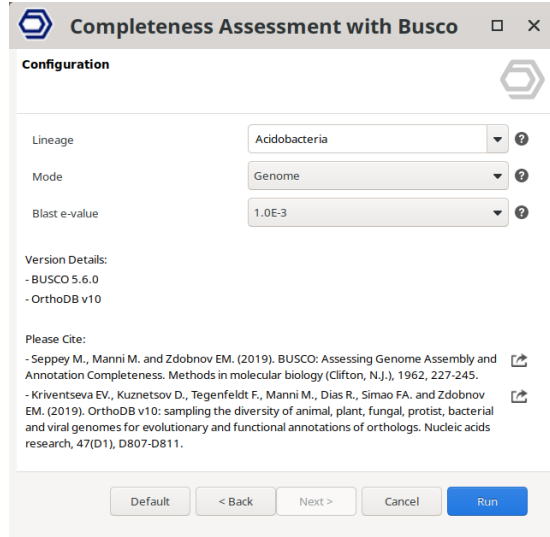 Completeness Assessment with Busco
Configuration
Lineage
Acidobacteria
Mode
Genome
Blast e-value
1.0E-3
Version Details:
- BUSCO 5.6.0
- OrthoDB v10
Please Cite:
- Seppey M., Manni M. and Zdobnov EM. (2019). BUSCO: Assessing Genome Assembly and
Annotation Completeness. Methods in molecular biology (Clifton, N.J.), 1962, 227-245.
- Kriventseva EV., Kuznetsov D., Tegenfeldt F., Manni M., Dias R., Simao FA. and Zdobnov
EM. (2019). OrthoDB v10: sampling the diversity of animal, plant, fungal, protist, bacterial
and viral genomes for evolutionary and functional annotations of orthologs. Nucleic acids
research, 47(D1), D807-D811.
Default
< Back
Next >
Cancel
Run